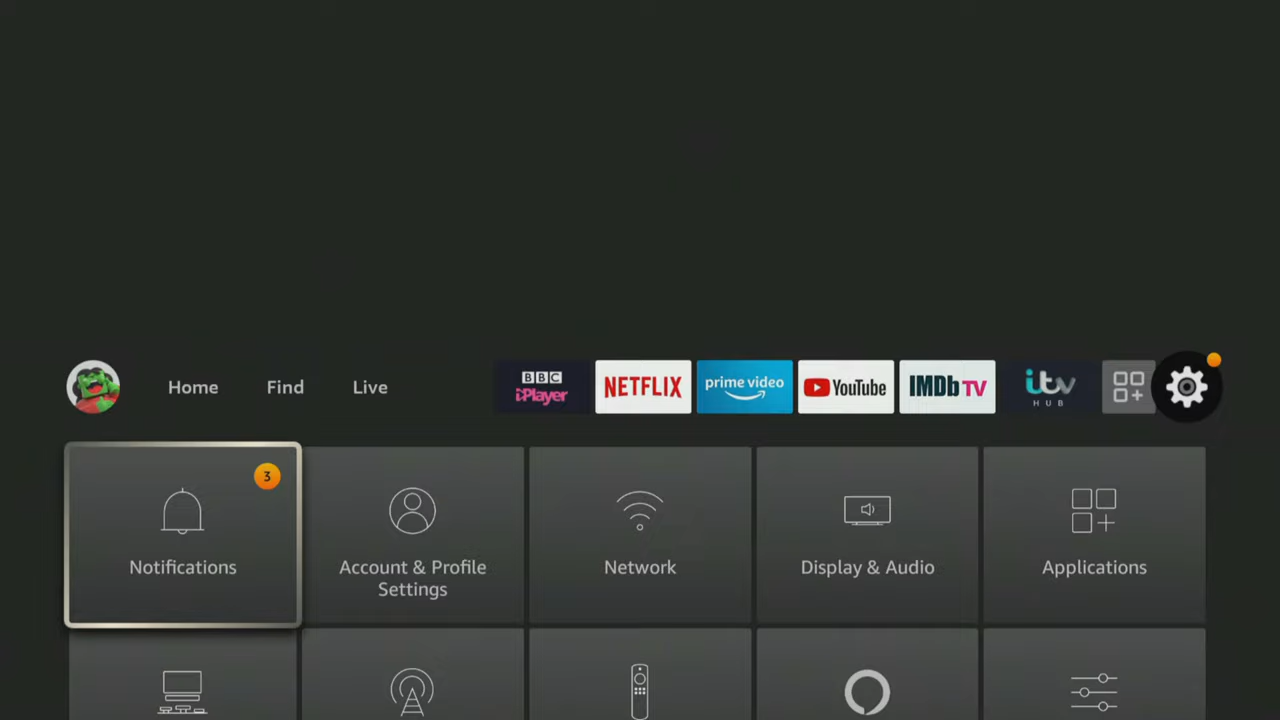 Home
Find
Live
BBC
iPlayer
NETFLIX
prime video
YouTube
IMDb TV
itv
HUB
3
Notifications
Account & Profile
Settings
Network
Display & Audio
Applications